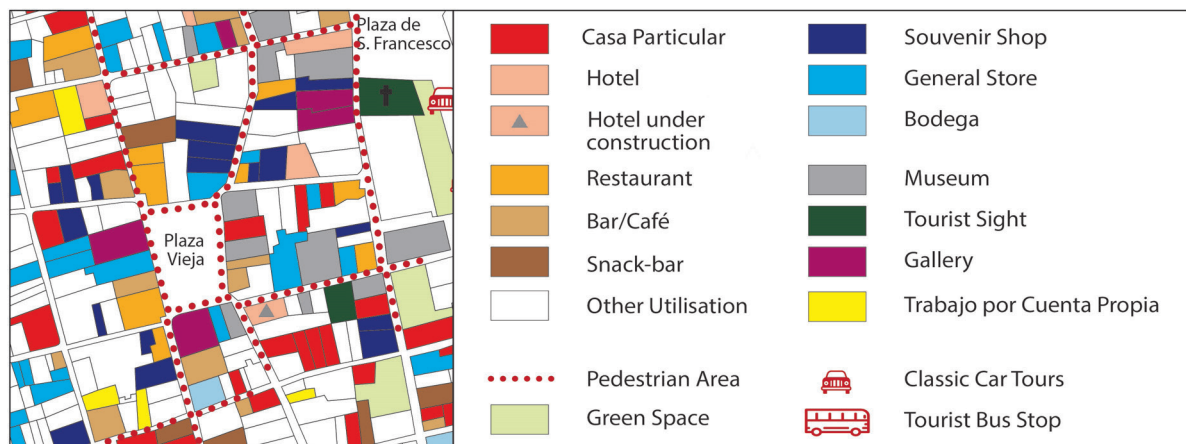 Plaza de
S. Francesco
Plaza
Vieja
Casa Particular
Hotel
Hotel under
construction
Restaurant
Bar/Café
Snack-bar
Other Utilisation
Pedestrian Area
Green Space
Souvenir Shop
General Store
Bodega
Museum
Tourist Sight
Gallery
Trabajo por Cuenta Propia
Classic Car Tours
Tourist Bus Stop